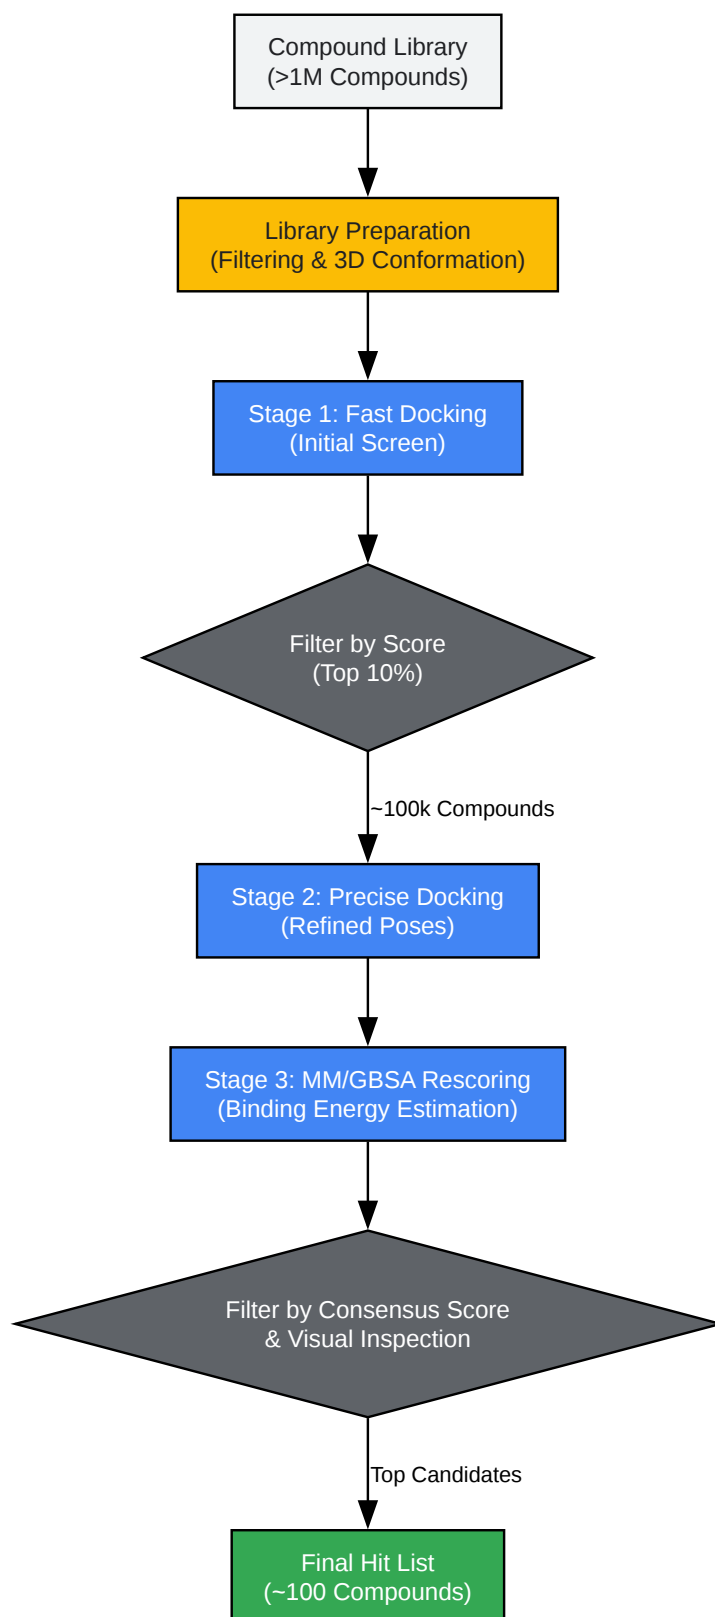 Compound Library
(>1M Compounds)
Library Preparation
(Filtering & 3D Conformation)
Stage 1: Fast Docking
(Initial Screen)
Filter by Score
(Top 10%)
~100k Compounds
Stage 2: Precise Docking
(Refined Poses)
Stage 3: MM/GBSA Rescoring
(Binding Energy Estimation)
Filter by Consensus Score
& Visual Inspection
Top Candidates
Final Hit List
(~100 Compounds)